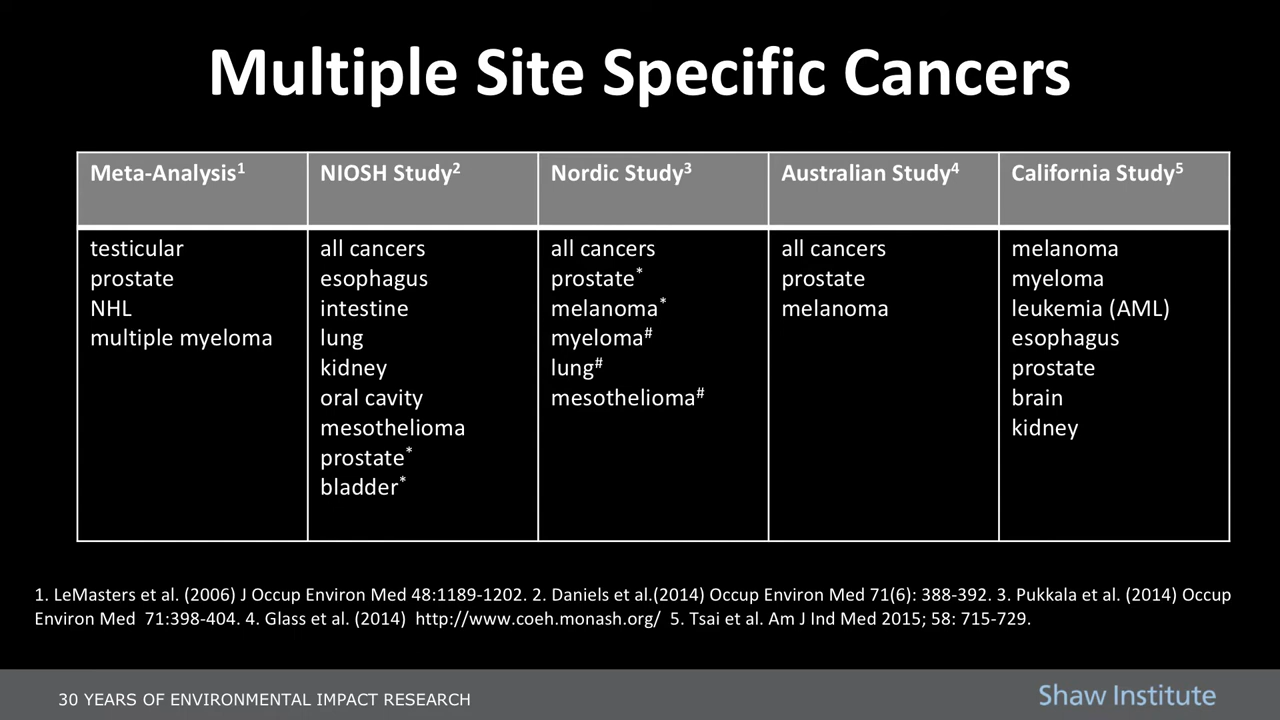 Multiple Site Specific Cancers
Meta-Analysis1
NIOSH Study2
Nordic Study3
Australian Study4
California Study5
testicular
prostate
NHL
multiple myeloma
all cancers
esophagus
intestine
lung
kidney
oral cavity
mesothelioma
prostate*
bladder*
all cancers
prostate*
melanoma*
myeloma#
lung#
mesothelioma#
all cancers
prostate
melanoma
melanoma
myeloma
leukemia (AML)
esophagus
prostate
brain
kidney
1. LeMasters et al. (2006) J Occup Environ Med 48:1189-1202. 2. Daniels et al.(2014) Occup Environ Med 71(6): 388-392. 3. Pukkala et al. (2014) Occup
Environ Med 71:398-404. 4. Glass et al. (2014) http://www.coeh.monash.org/ 5. Tsai et al. Am J Ind Med 2015; 58: 715-729.
30 YEARS OF ENVIRONMENTAL IMPACT RESEARCH
Shaw Institute